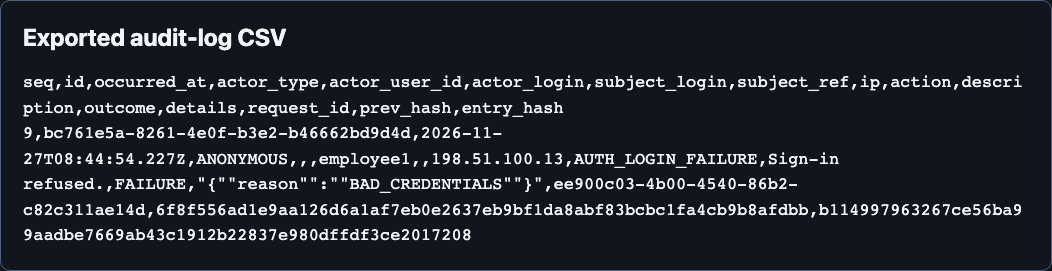 Exported audit-log CSV
seq,id,occurred_at,actor_type,actor_user_id,actor_login,subject_login,subject_ref,ip,action,descri
ption,outcome,details,request_id,prev_hash,entry_hash
9,bc761e5a-8261-4e0f-b3e2-b46662bd9d4d,2026-11-
27T08:44:54.227Z,ANONYMOUS,,,employee1,,198.51.100.13,AUTH_LOGIN_FAILURE,Sign-in
refused.,FAILURE,"{""reason"":""BAD_CREDENTIALS""}",ee900c03-4b00-4540-86b2-
c82c311ae14d,6f8f556ad1e9aa126d6a1af7eb0e2637eb9bf1da8abf83bcbc1fa4cb9b8afdbb,b114997963267ce56ba9
9aadbe7669ab43c1912b22837e980dffdf3ce2017208